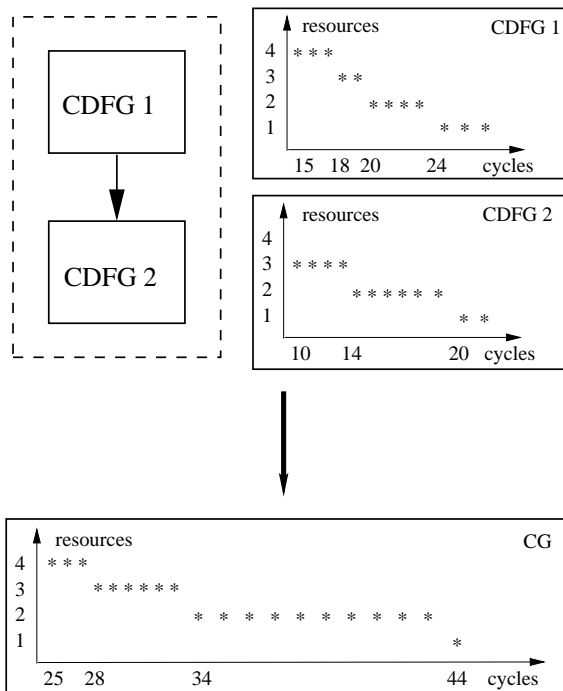 CDFG 1
CDFG 2
resources CDFG 1
4 * * *
3 * *
2 * * * *
1 * * *
15 18 20 24 cycles
resources CDFG 2
4
3 * * * *
2 * * * * * *
1 * *
10 14 20 cycles
resources CG
4 * * *
3 * * * * * *
2 * * * * * * * * * *
1 *
25 28 34 44 cycles